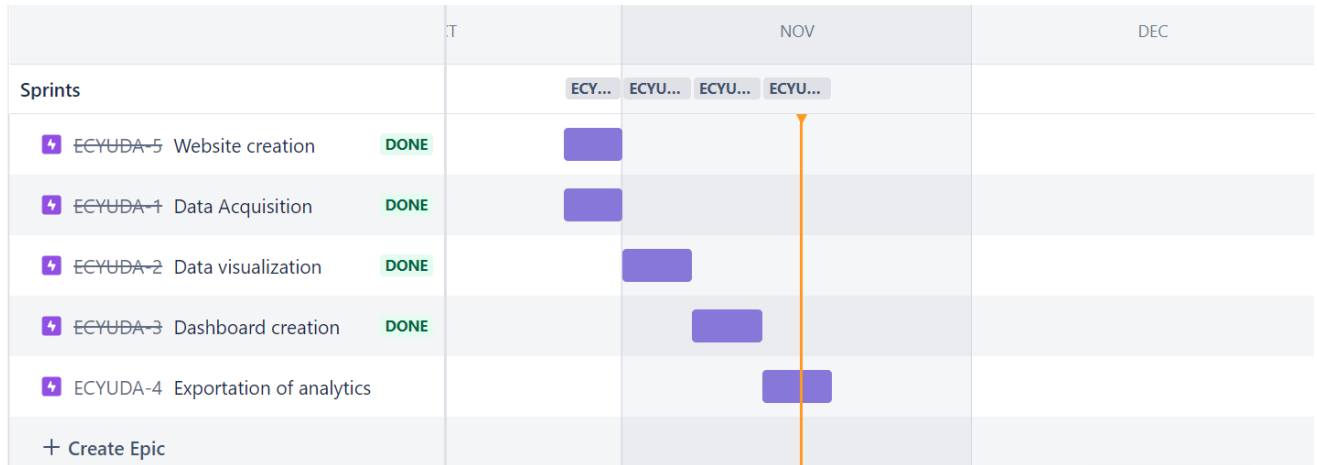 CT NOV DEC
Sprints ECY... ECYU... ECYU... ECYU...
ECYUDA-5 Website creation DONE
ECYUDA-1 Data Acquisition DONE
ECYUDA-2 Data visualization DONE
ECYUDA-3 Dashboard creation DONE
ECYUDA-4 Exportation of analytics
+ Create Epic